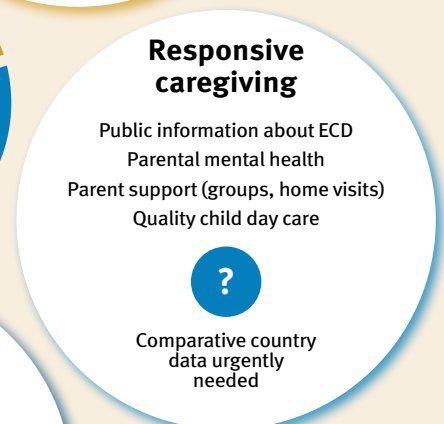 Responsive
caregiving
Public information about ECD
Parental mental health
Parent support (groups, home visits)
Quality child day care
?
Comparative country
data urgently
needed